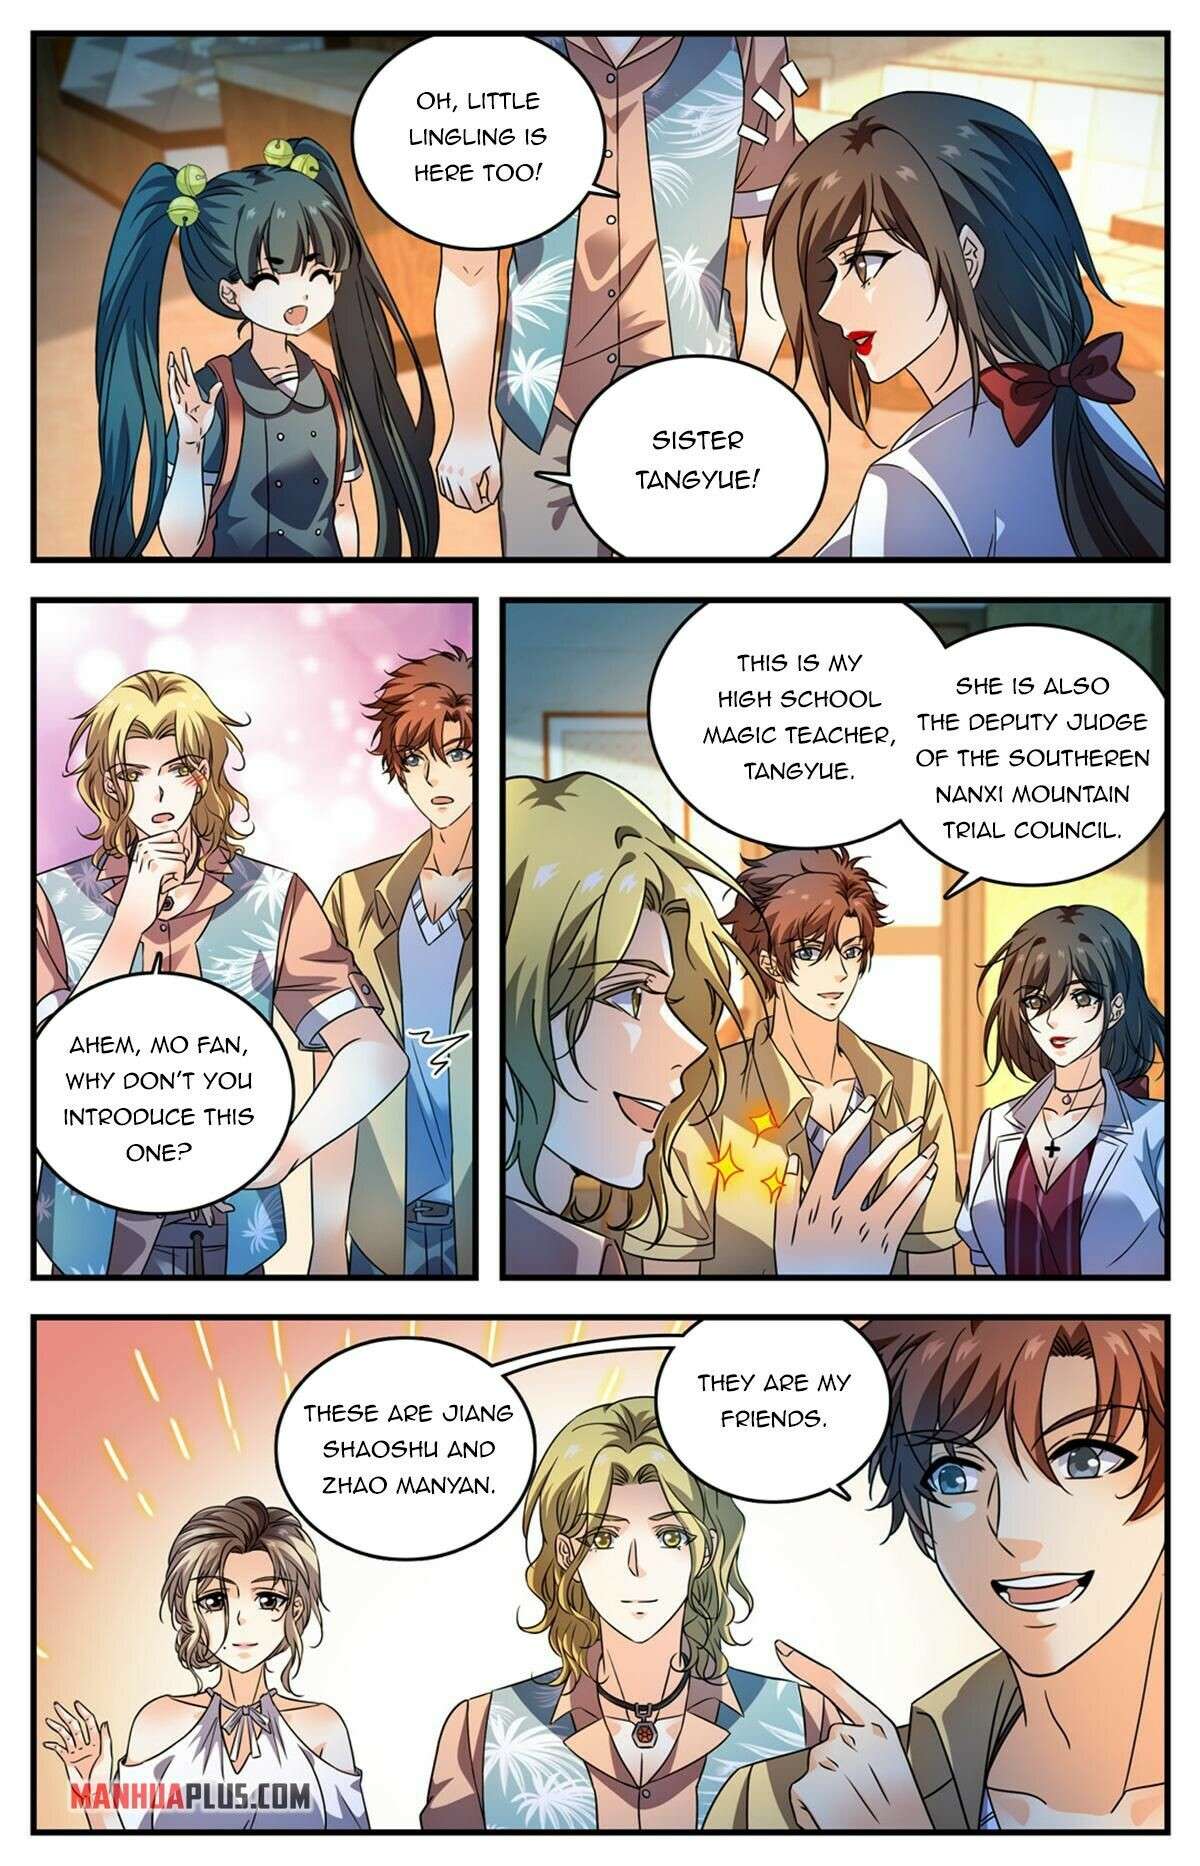 OH, LITTLE
LINGLING IS
HERE TOO!
SISTER
TANGYUE!
AHEM, MO FAN,
WHY DON'T YOU
INTRODUCE THIS
ONE?
THIS IS MY
HIGH SCHOOL
MAGIC TEACHER,
TANGYUE.
SHE IS ALSO
THE DEPUTY JUDGE
OF THE SOUTHEREN
NANXI MOUNTAIN
TRIAL COUNCIL.
THEY ARE MY
FRIENDS.
THESE ARE JIANG
SHAOSHU AND
ZHAO MANYAN.
MANHUAPLUS.COM